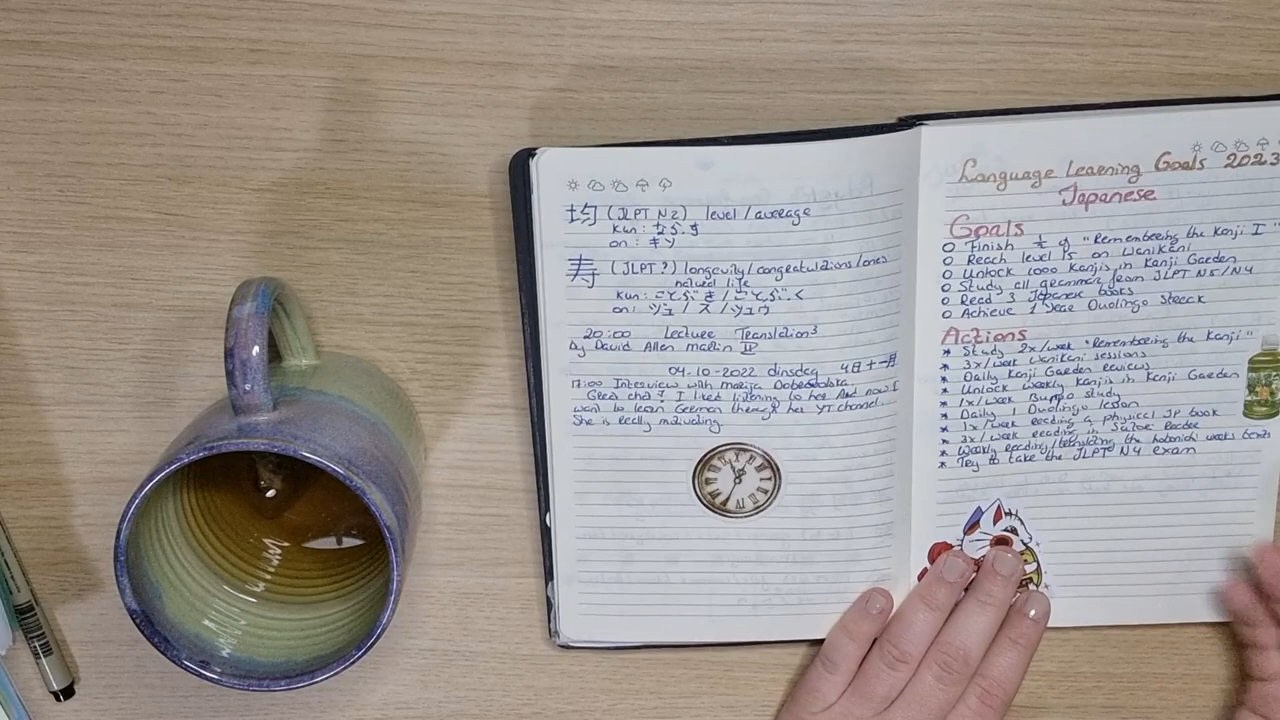 均 (JLPT N2) level / average
kun: なら.す
on: キン
寿 (JLPT ?) longevity/congratulations/ones
natural life
kun: ことぶき / ことぶ.く
on: ジュ / ス / シュウ
20:00 Lecture Translation
by David Allen Martin II
04-10-2022 dinsdag 4日十一月
17:00 Interview with Marija
I liked listening to her. And now I
want to learn German through her YT channel.
She is really motivating.
Language Learning Goals 2023
Japanese
Goals
O Finish ½ of "Remembering the Kanji I"
O Reach level 15 on Wanikani
O Unlock 1000 Kanjis in Kanji Garden
O Study all grammar from JLPT N5/N4
O Read 3 Japanese books
O Achieve 1 Year Duolingo streak
Actions
* Study 2x/week "Remembering the Kanji"
* 3x/week Wanikani sessions
* Daily Kanji Garden reviews
* Unlock weekly Kanjis in Kanji Garden
* 1x/week Bunpo study
* Daily 1 Duolingo lesson
* 1x/week reading a physical JP book
* 3x/week reading in Satori Reader
* Weekly reading/translating the hobonichi weeks texts
* Try to take the JLPT N4 exam